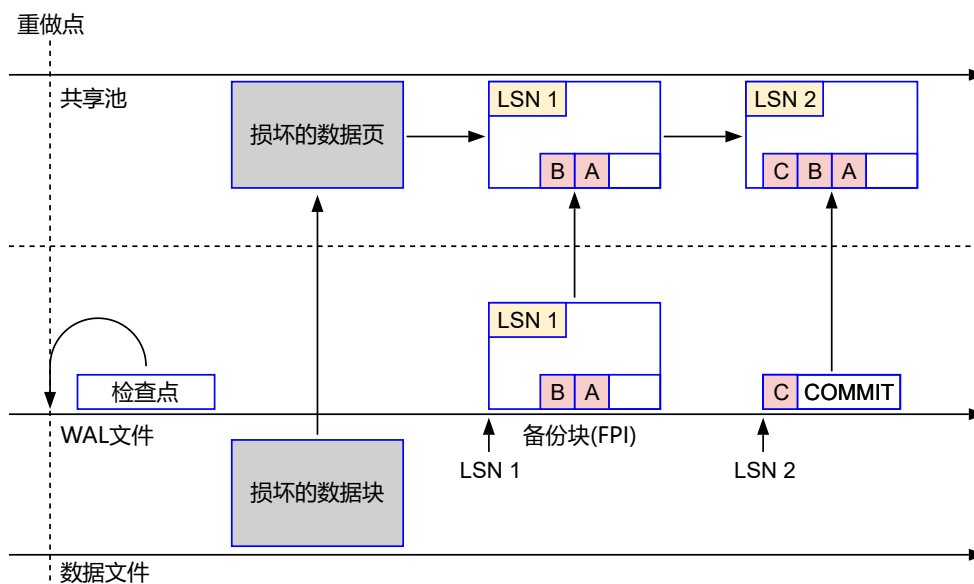 重做点
共享池
损坏的数据页
LSN 1
B A
LSN 2
C B A
LSN 1
B A
检查点
C COMMIT
WAL文件
备份块(FPI)
LSN 1
LSN 2
损坏的数据块
数据文件